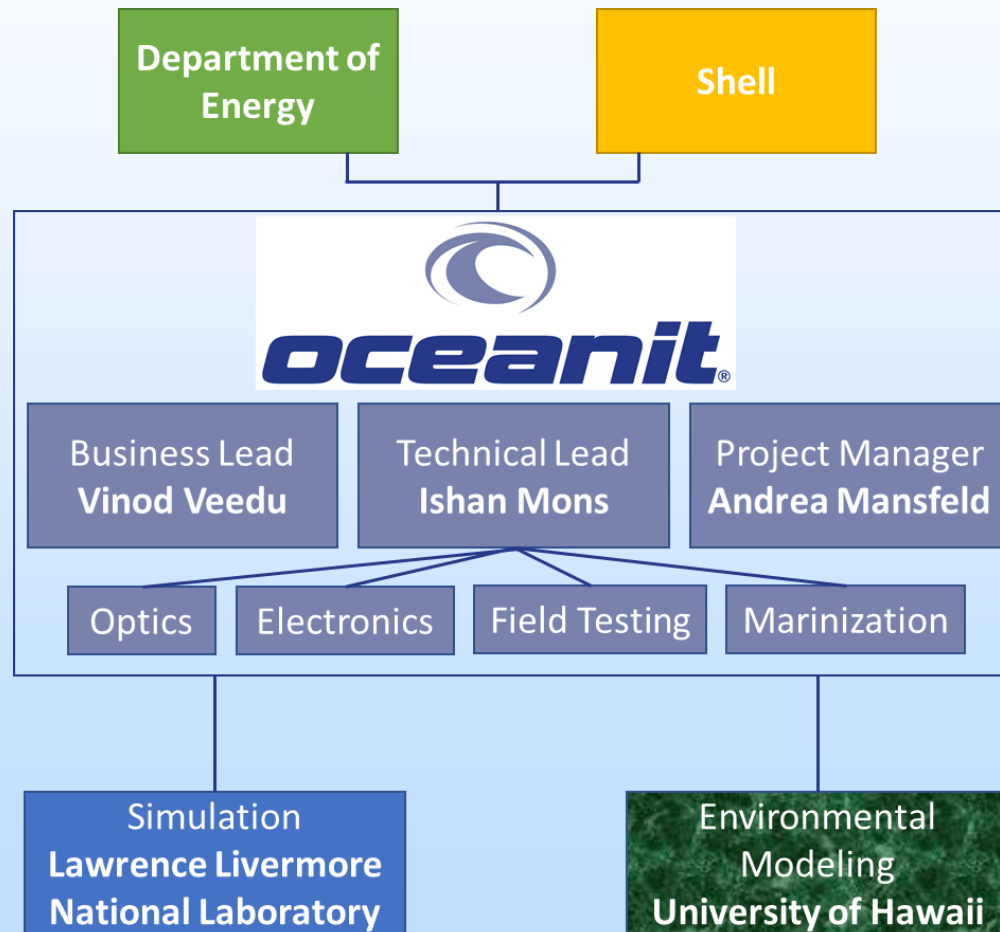 Department of
Energy
Shell
oceanit®
Business Lead
Vinod Veedu
Technical Lead
Ishan Mons
Project Manager
Andrea Mansfeld
Optics
Electronics
Field Testing
Marinization
Simulation
Lawrence Livermore
National Laboratory
Environmental
Modeling
University of Hawaii